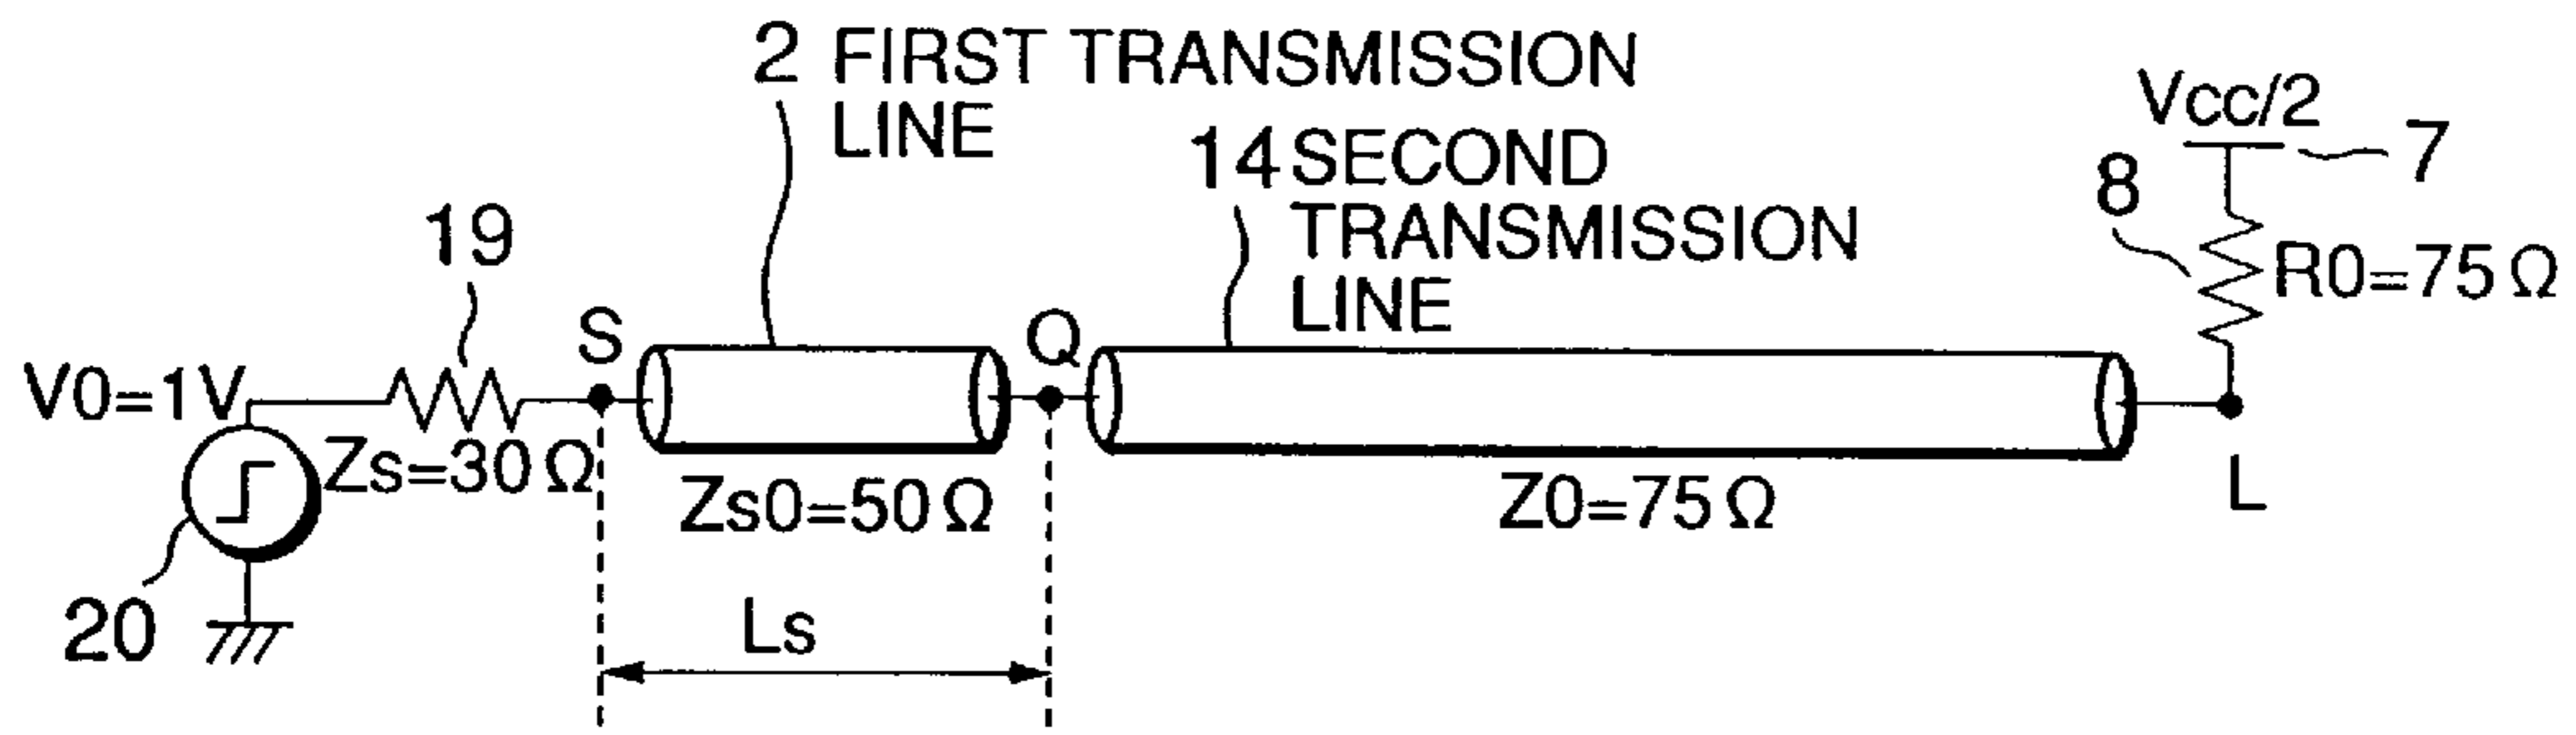 2 FIRST TRANSMISSION
LINE
14 SECOND
TRANSMISSION
LINE
Vcc/2
7
8
R0=75Ω
19
S
Q
V0=1V
Zs=30Ω
Zs0=50Ω
Z0=75Ω
L
20
Ls